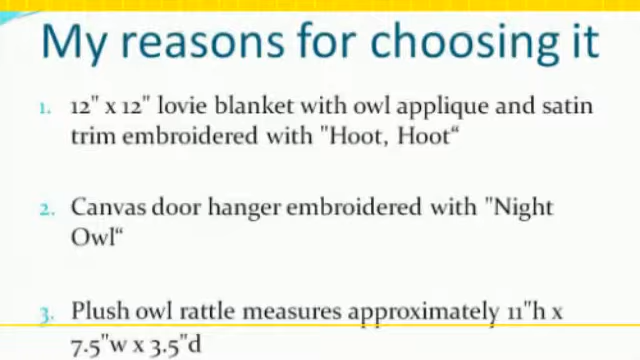 My reasons for choosing it
1. 12" x 12" lovie blanket with owl applique and satin
trim embroidered with "Hoot, Hoot“
2. Canvas door hanger embroidered with "Night
Owl“
3. Plush owl rattle measures approximately 11"h x
7.5"w x 3.5"d